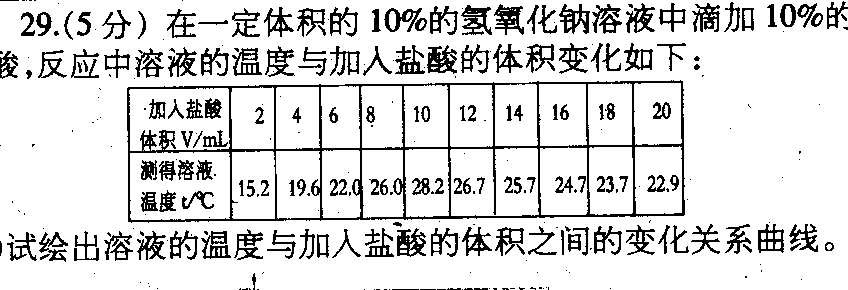 29.(5分) 在一定体积的10%的氢氧化钠溶液中滴加10%的
酸,反应中溶液的温度与加入盐酸的体积变化如下:
加入盐酸 2 4 6 8 10 12 14 16 18 20
体积V/mL
测得溶液 15.2 19.6 22.0 26.0 28.2 26.7 25.7 24.7 23.7 22.9
温度t/℃
)试绘出溶液的温度与加入盐酸的体积之间的变化关系曲线。